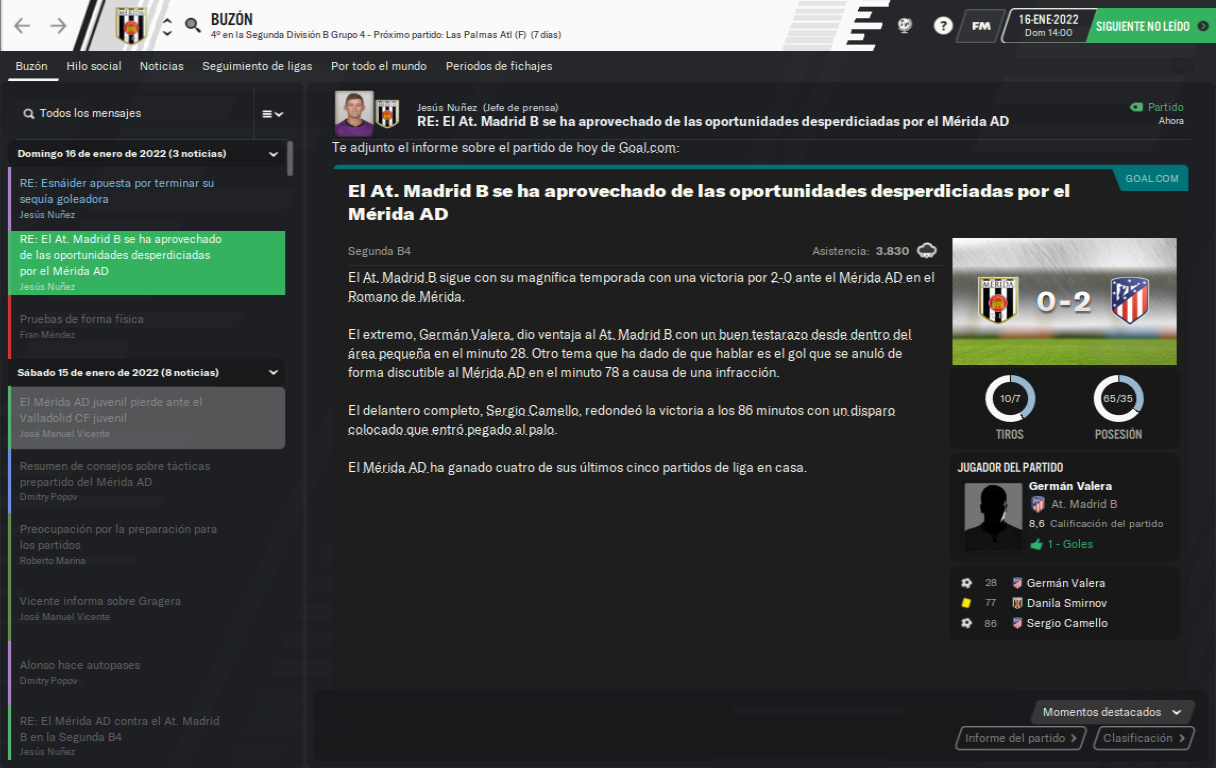 BUZÓN
4º en la Segunda División B Grupo 4 - Próximo partido: Las Palmas Atl (F) (7 días)
FM
16-ENE-2022
Dom 14:00
SIGUIENTE NO LEÍDO
Buzón
Hilo social
Noticias
Seguimiento de ligas
Por todo el mundo
Periodos de fichajes
Todos los mensajes
Domingo 16 de enero de 2022 (3 noticias)
RE: Esnáider apuesta por terminar su
sequía goleadora
Jesús Nuñez
RE: El At. Madrid B se ha aprovechado
de las oportunidades desperdiciadas
por el Mérida AD
Jesús Nuñez
Pruebas de forma física
Fran Méndez
Sábado 15 de enero de 2022 (8 noticias)
El Mérida AD juvenil pierde ante el
Valladolid CF juvenil
José Manuel Vicente
Resumen de consejos sobre tácticas
prepartido del Mérida AD
Dmitry Popov
Preocupación por la preparación para
los partidos
Roberto Marina
Vicente informa sobre Gragera
José Manuel Vicente
Alonso hace autopases
Dmitry Popov
RE: El Mérida AD contra el At. Madrid
B en la Segunda B4
Jesús Nuñez
Jesús Nuñez (Jefe de prensa)
RE: El At. Madrid B se ha aprovechado de las oportunidades desperdiciadas por el Mérida AD
Partido
Ahora
Te adjunto el informe sobre el partido de hoy de Goal.com:
GOAL.COM
El At. Madrid B se ha aprovechado de las oportunidades desperdiciadas por el
Mérida AD
Segunda B4
Asistencia: 3.830
El At. Madrid B sigue con su magnífica temporada con una victoria por 2-0 ante el Mérida AD en el
Romano de Mérida.
El extremo, Germán Valera, dio ventaja al At. Madrid B con un buen testarazo desde dentro del
área pequeña en el minuto 28. Otro tema que ha dado de que hablar es el gol que se anuló de
forma discutible al Mérida AD en el minuto 78 a causa de una infracción.
El delantero completo, Sergio Camello, redondeó la victoria a los 86 minutos con un disparo
colocado que entró pegado al palo.
El Mérida AD ha ganado cuatro de sus últimos cinco partidos de liga en casa.
MÉRIDA
0-2
10/7
65/35
TIROS
POSESIÓN
JUGADOR DEL PARTIDO
Germán Valera
At. Madrid B
8,6 Calificación del partido
1 - Goles
28 Germán Valera
77 Danila Smirnov
86 Sergio Camello
Momentos destacados
Informe del partido
Clasificación